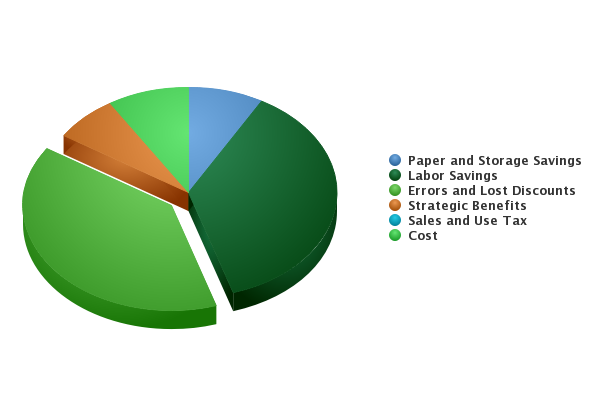 Paper and Storage Savings
Labor Savings
Errors and Lost Discounts
Strategic Benefits
Sales and Use Tax
Cost